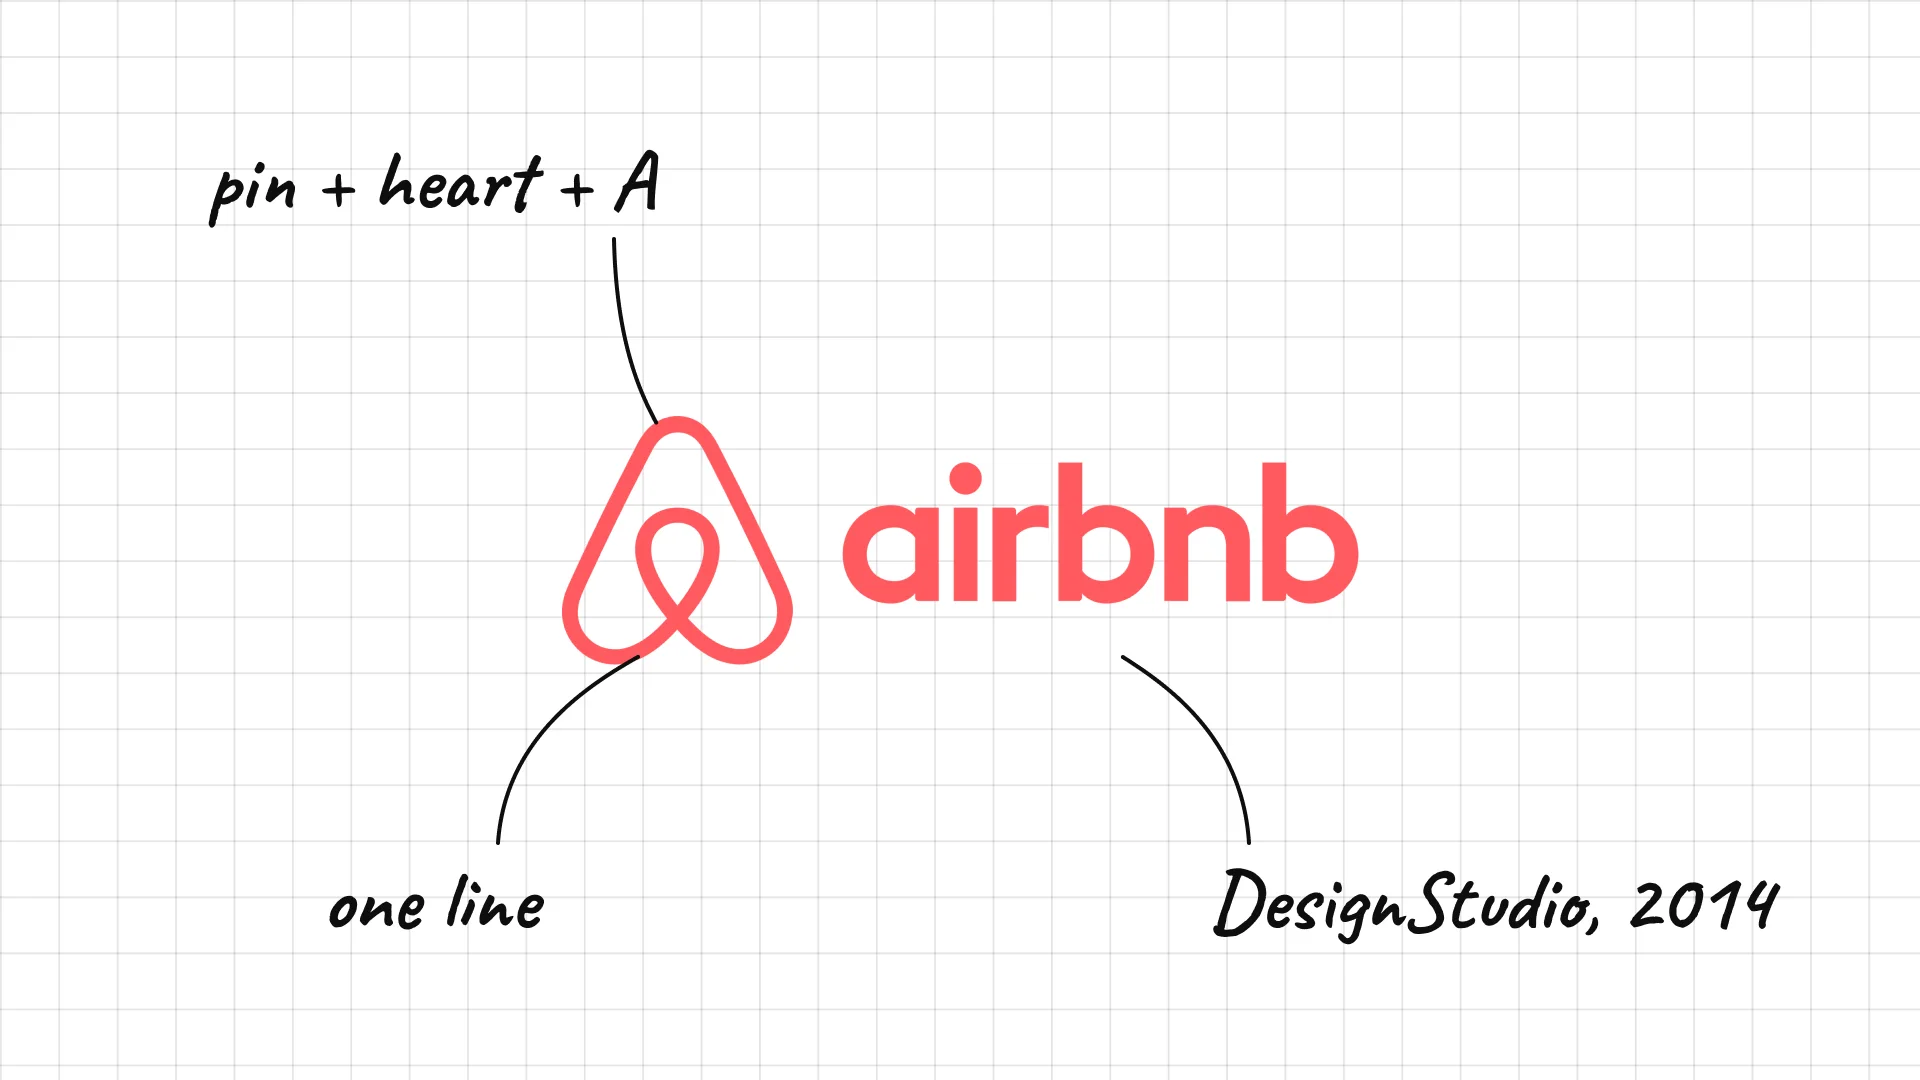 pin + heart + A
airbnb
one line
DesignStudio, 2014